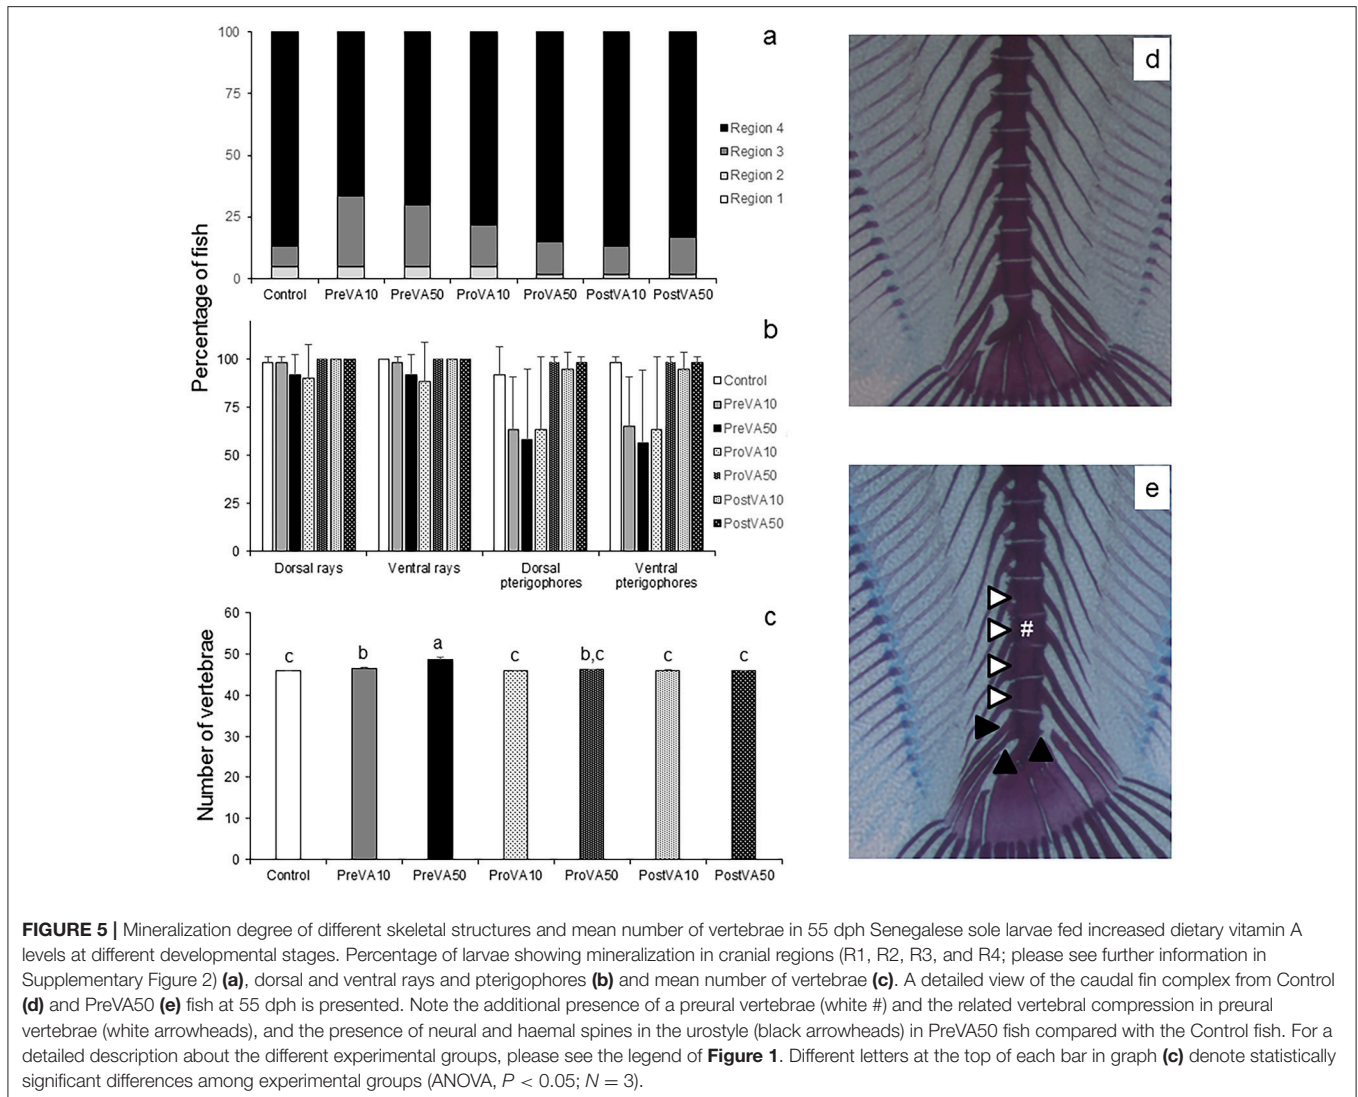 100
75
50
25
0
a
Region 4
Region 3
Region 2
Region 1
Control PreVA10 PreVA50 ProVA10 ProVA50 PostVA10 PostVA50
Percentage of fish
100
75
50
25
0
b
Control
PreVA10
PreVA50
ProVA10
ProVA50
PostVA10
PostVA50
Dorsal rays Ventral rays Dorsal pterigophores Ventral pterigophores
Number of vertebrae
60
50
40
30
20
10
0
c
c b a c b,c c c
Control PreVA10 PreVA50 ProVA10 ProVA50 PostVA10 PostVA50
d
e
#
FIGURE 5 | Mineralization degree of different skeletal structures and mean number of vertebrae in 55 dph Senegalese sole larvae fed increased dietary vitamin A
levels at different developmental stages. Percentage of larvae showing mineralization in cranial regions (R1, R2, R3, and R4; please see further information in
Supplementary Figure 2) (a), dorsal and ventral rays and pterigophores (b) and mean number of vertebrae (c). A detailed view of the caudal fin complex from Control
(d) and PreVA50 (e) fish at 55 dph is presented. Note the additional presence of a preural vertebra (white #) and the related vertebral compression in preural
vertebrae (white arrowheads), and the presence of neural and haemal spines in the urostyle (black arrowheads) in PreVA50 fish compared with the Control fish. For a
detailed description about the different experimental groups, please see the legend of Figure 1. Different letters at the top of each bar in graph (c) denote statistically
significant differences among experimental groups (ANOVA, P < 0.05; N = 3).